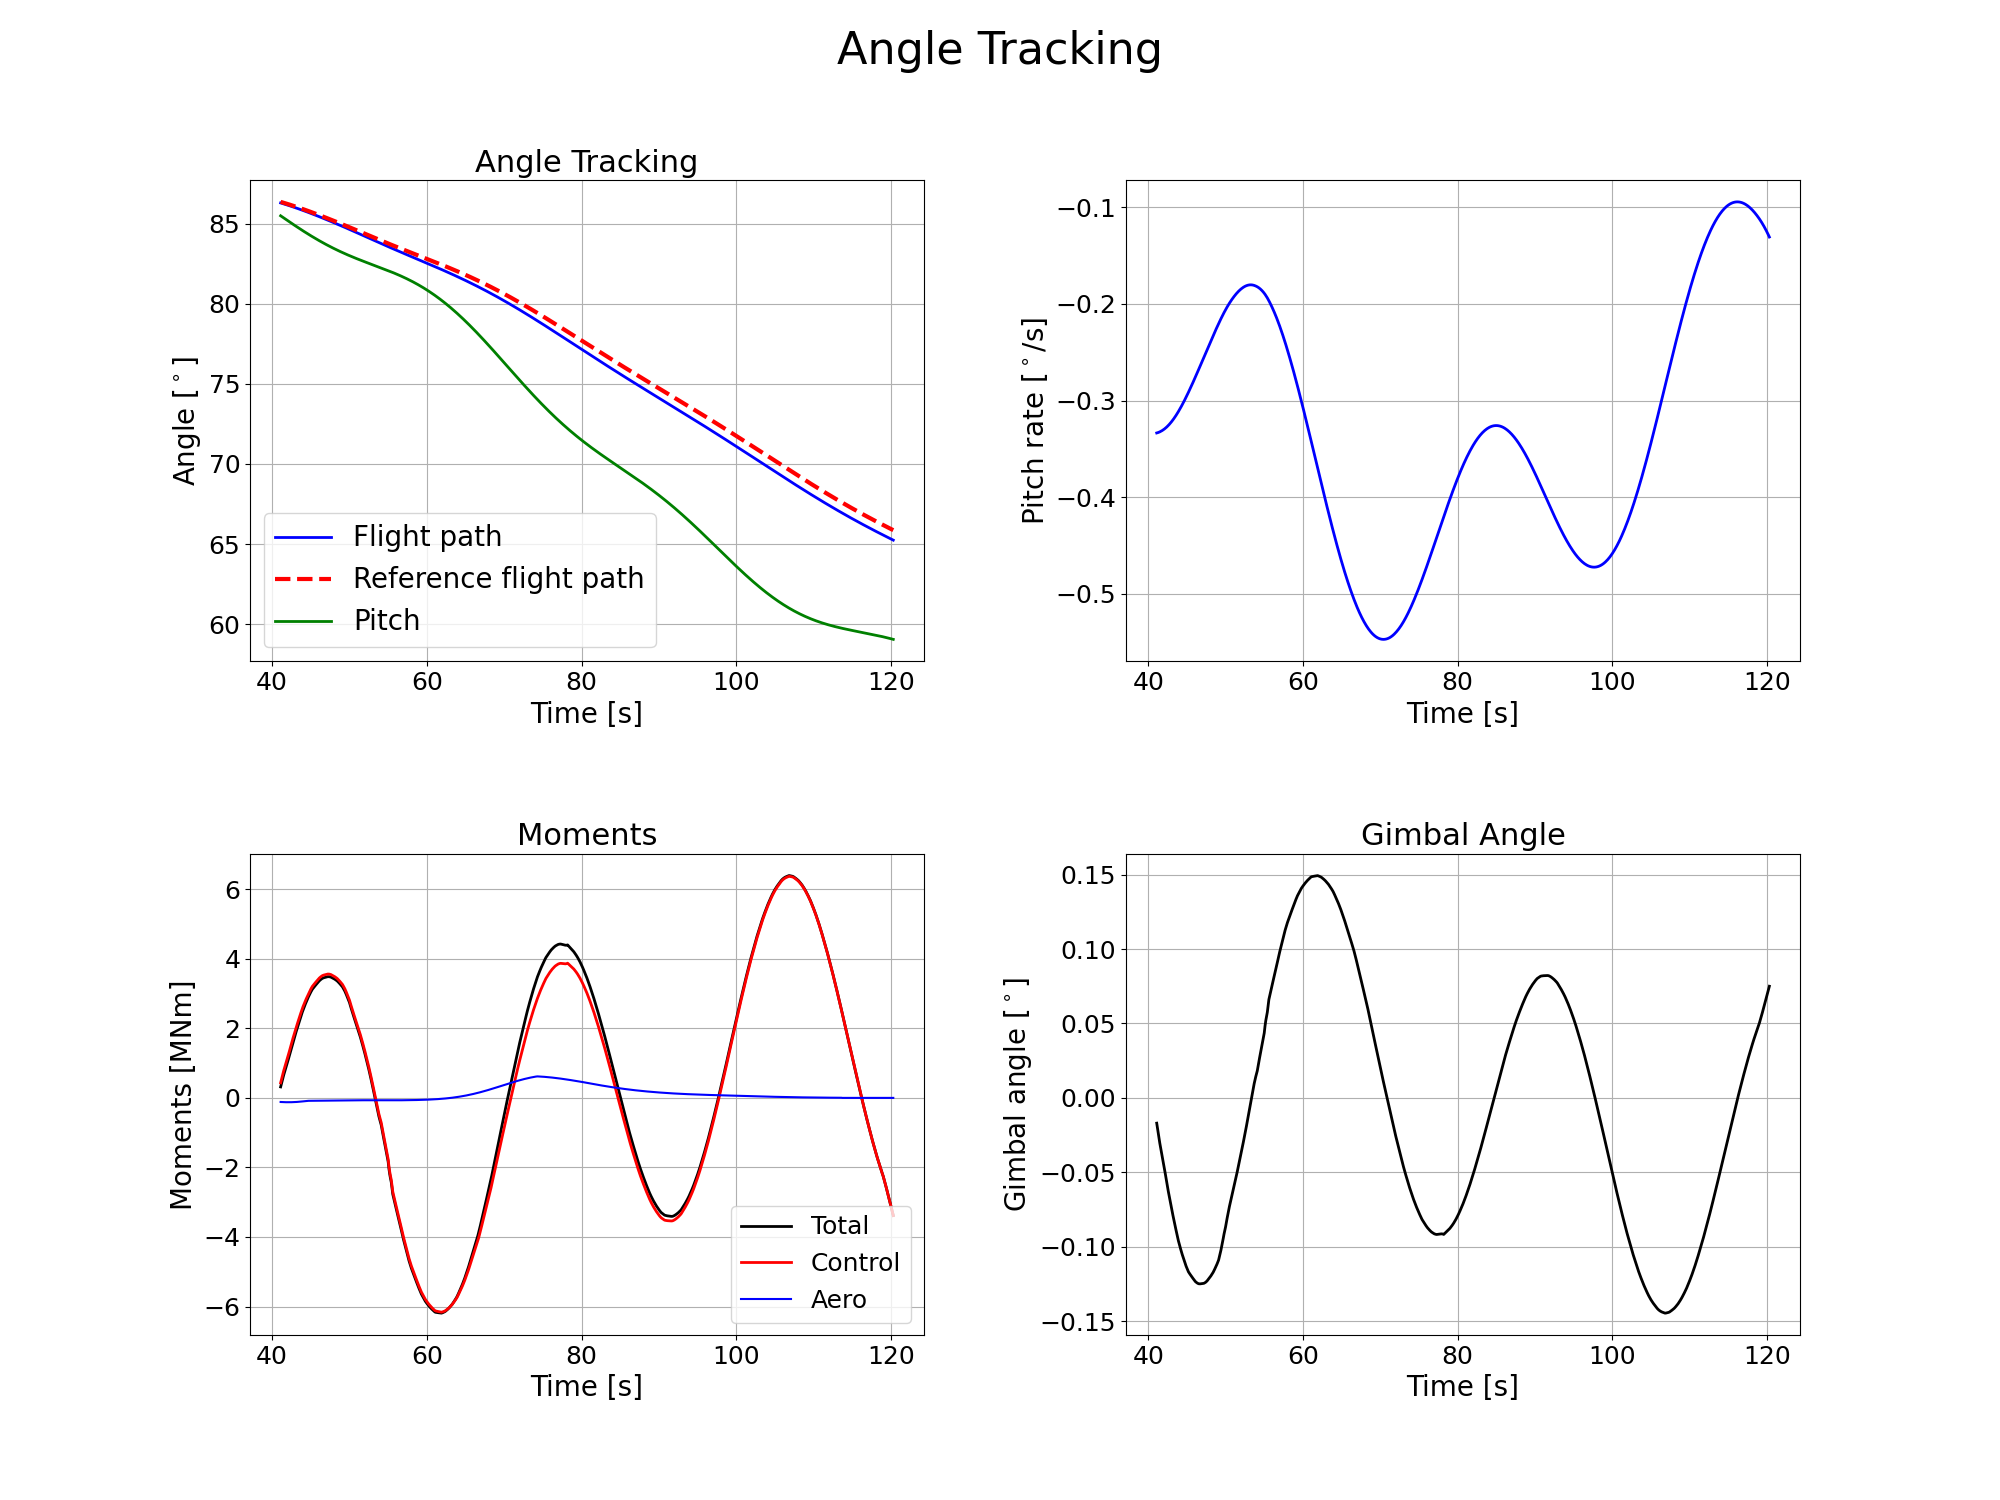 Angle Tracking
Angle Tracking
Angle [°]
85
80
75
70
65
60
Flight path
Reference flight path
Pitch
40 60 80 100 120
Time [s]
Pitch rate [°/s]
−0.1
−0.2
−0.3
−0.4
−0.5
40 60 80 100 120
Time [s]
Moments
Moments [MNm]
6
4
2
0
−2
−4
−6
Total
Control
Aero
40 60 80 100 120
Time [s]
Gimbal Angle
Gimbal angle [°]
0.15
0.10
0.05
0.00
−0.05
−0.10
−0.15
40 60 80 100 120
Time [s]